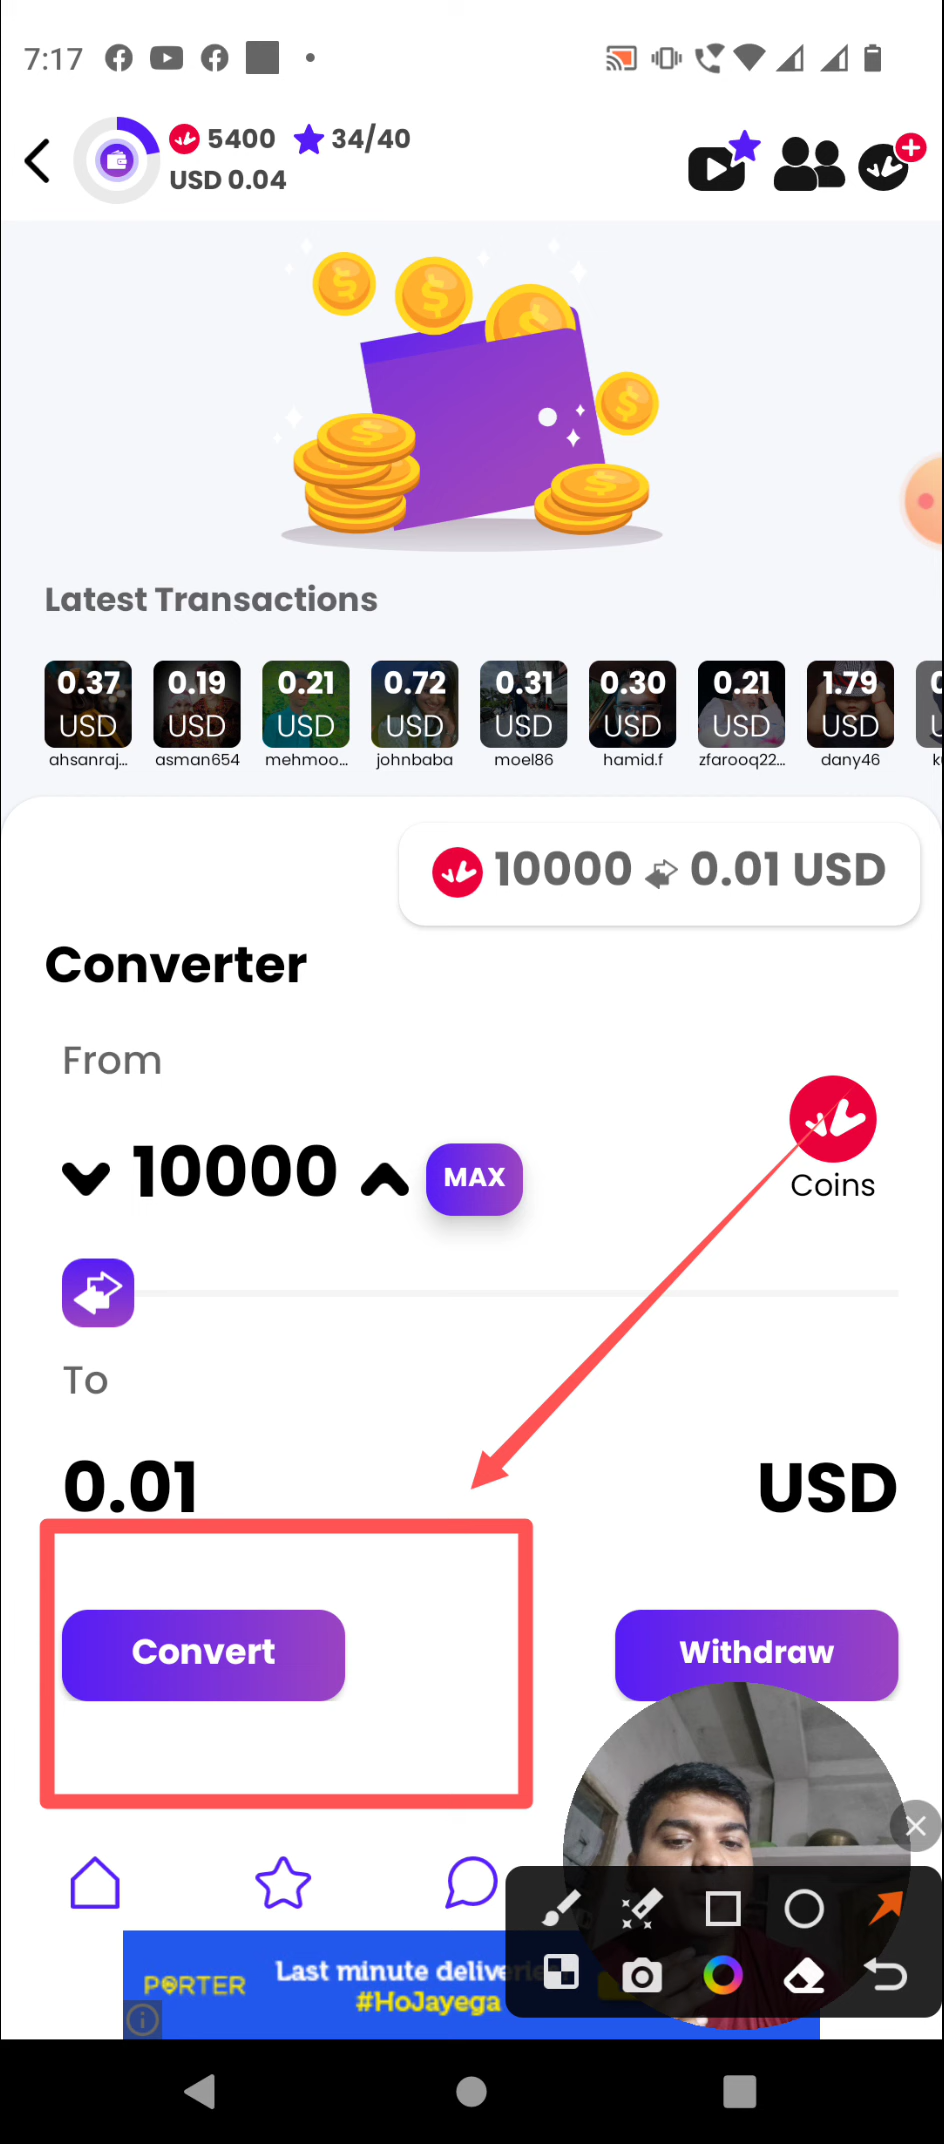 7:17
5400 34/40
USD 0.04
Latest Transactions
0.37 0.19 0.21 0.72 0.31 0.30 0.21 1.79
USD USD USD USD USD USD USD USD
ahsanraj... asman654 mehmoo... johnbaba moel86 hamid.f zfarooq22... dany46
10000 0.01 USD
Converter
From
10000 MAX
Coins
To
0.01 USD
Convert Withdraw
PORTER
Last minute deliverie
#HoJayega